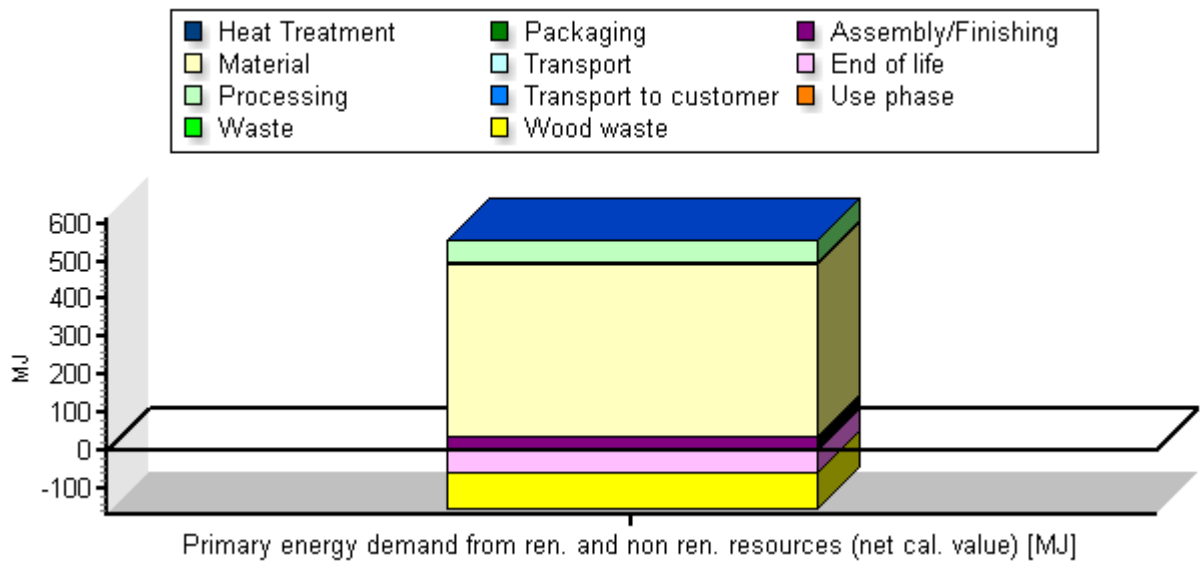 Heat Treatment Packaging Assembly/Finishing
Material Transport End of life
Processing Transport to customer Use phase
Waste Wood waste
600
500
400
300
200
100
0
-100
MJ
Primary energy demand from ren. and non ren. resources (net cal. value) [MJ]